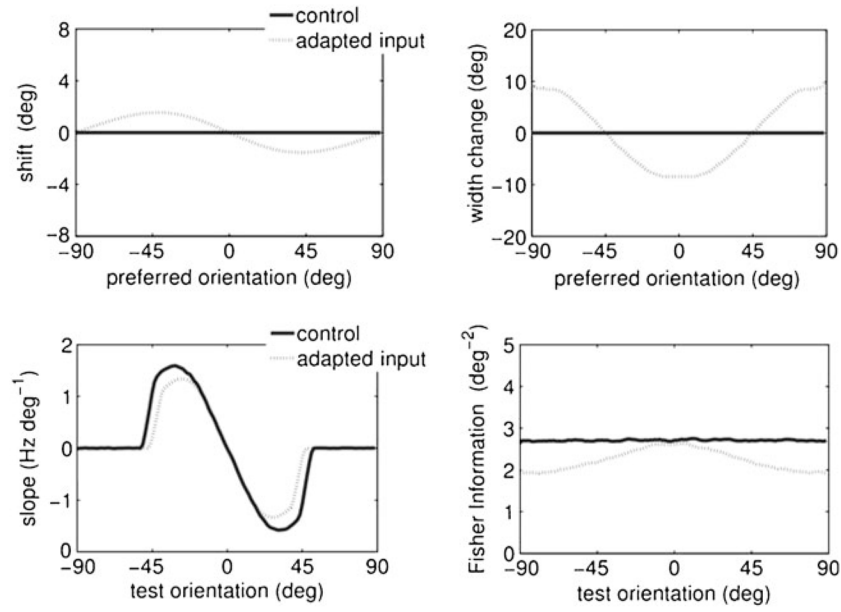 control
adapted input
8
4
0
-4
-8
shift (deg)
-90 -45 0 45 90
preferred orientation (deg)
20
10
0
-10
-20
width change (deg)
-90 -45 0 45 90
preferred orientation (deg)
control
adapted input
2
1
0
-1
0
slope (Hz deg⁻¹)
-90 -45 0 45 90
test orientation (deg)
5
4
3
2
1
0
Fisher Information (deg⁻²)
-90 -45 0 45 90
test orientation (deg)